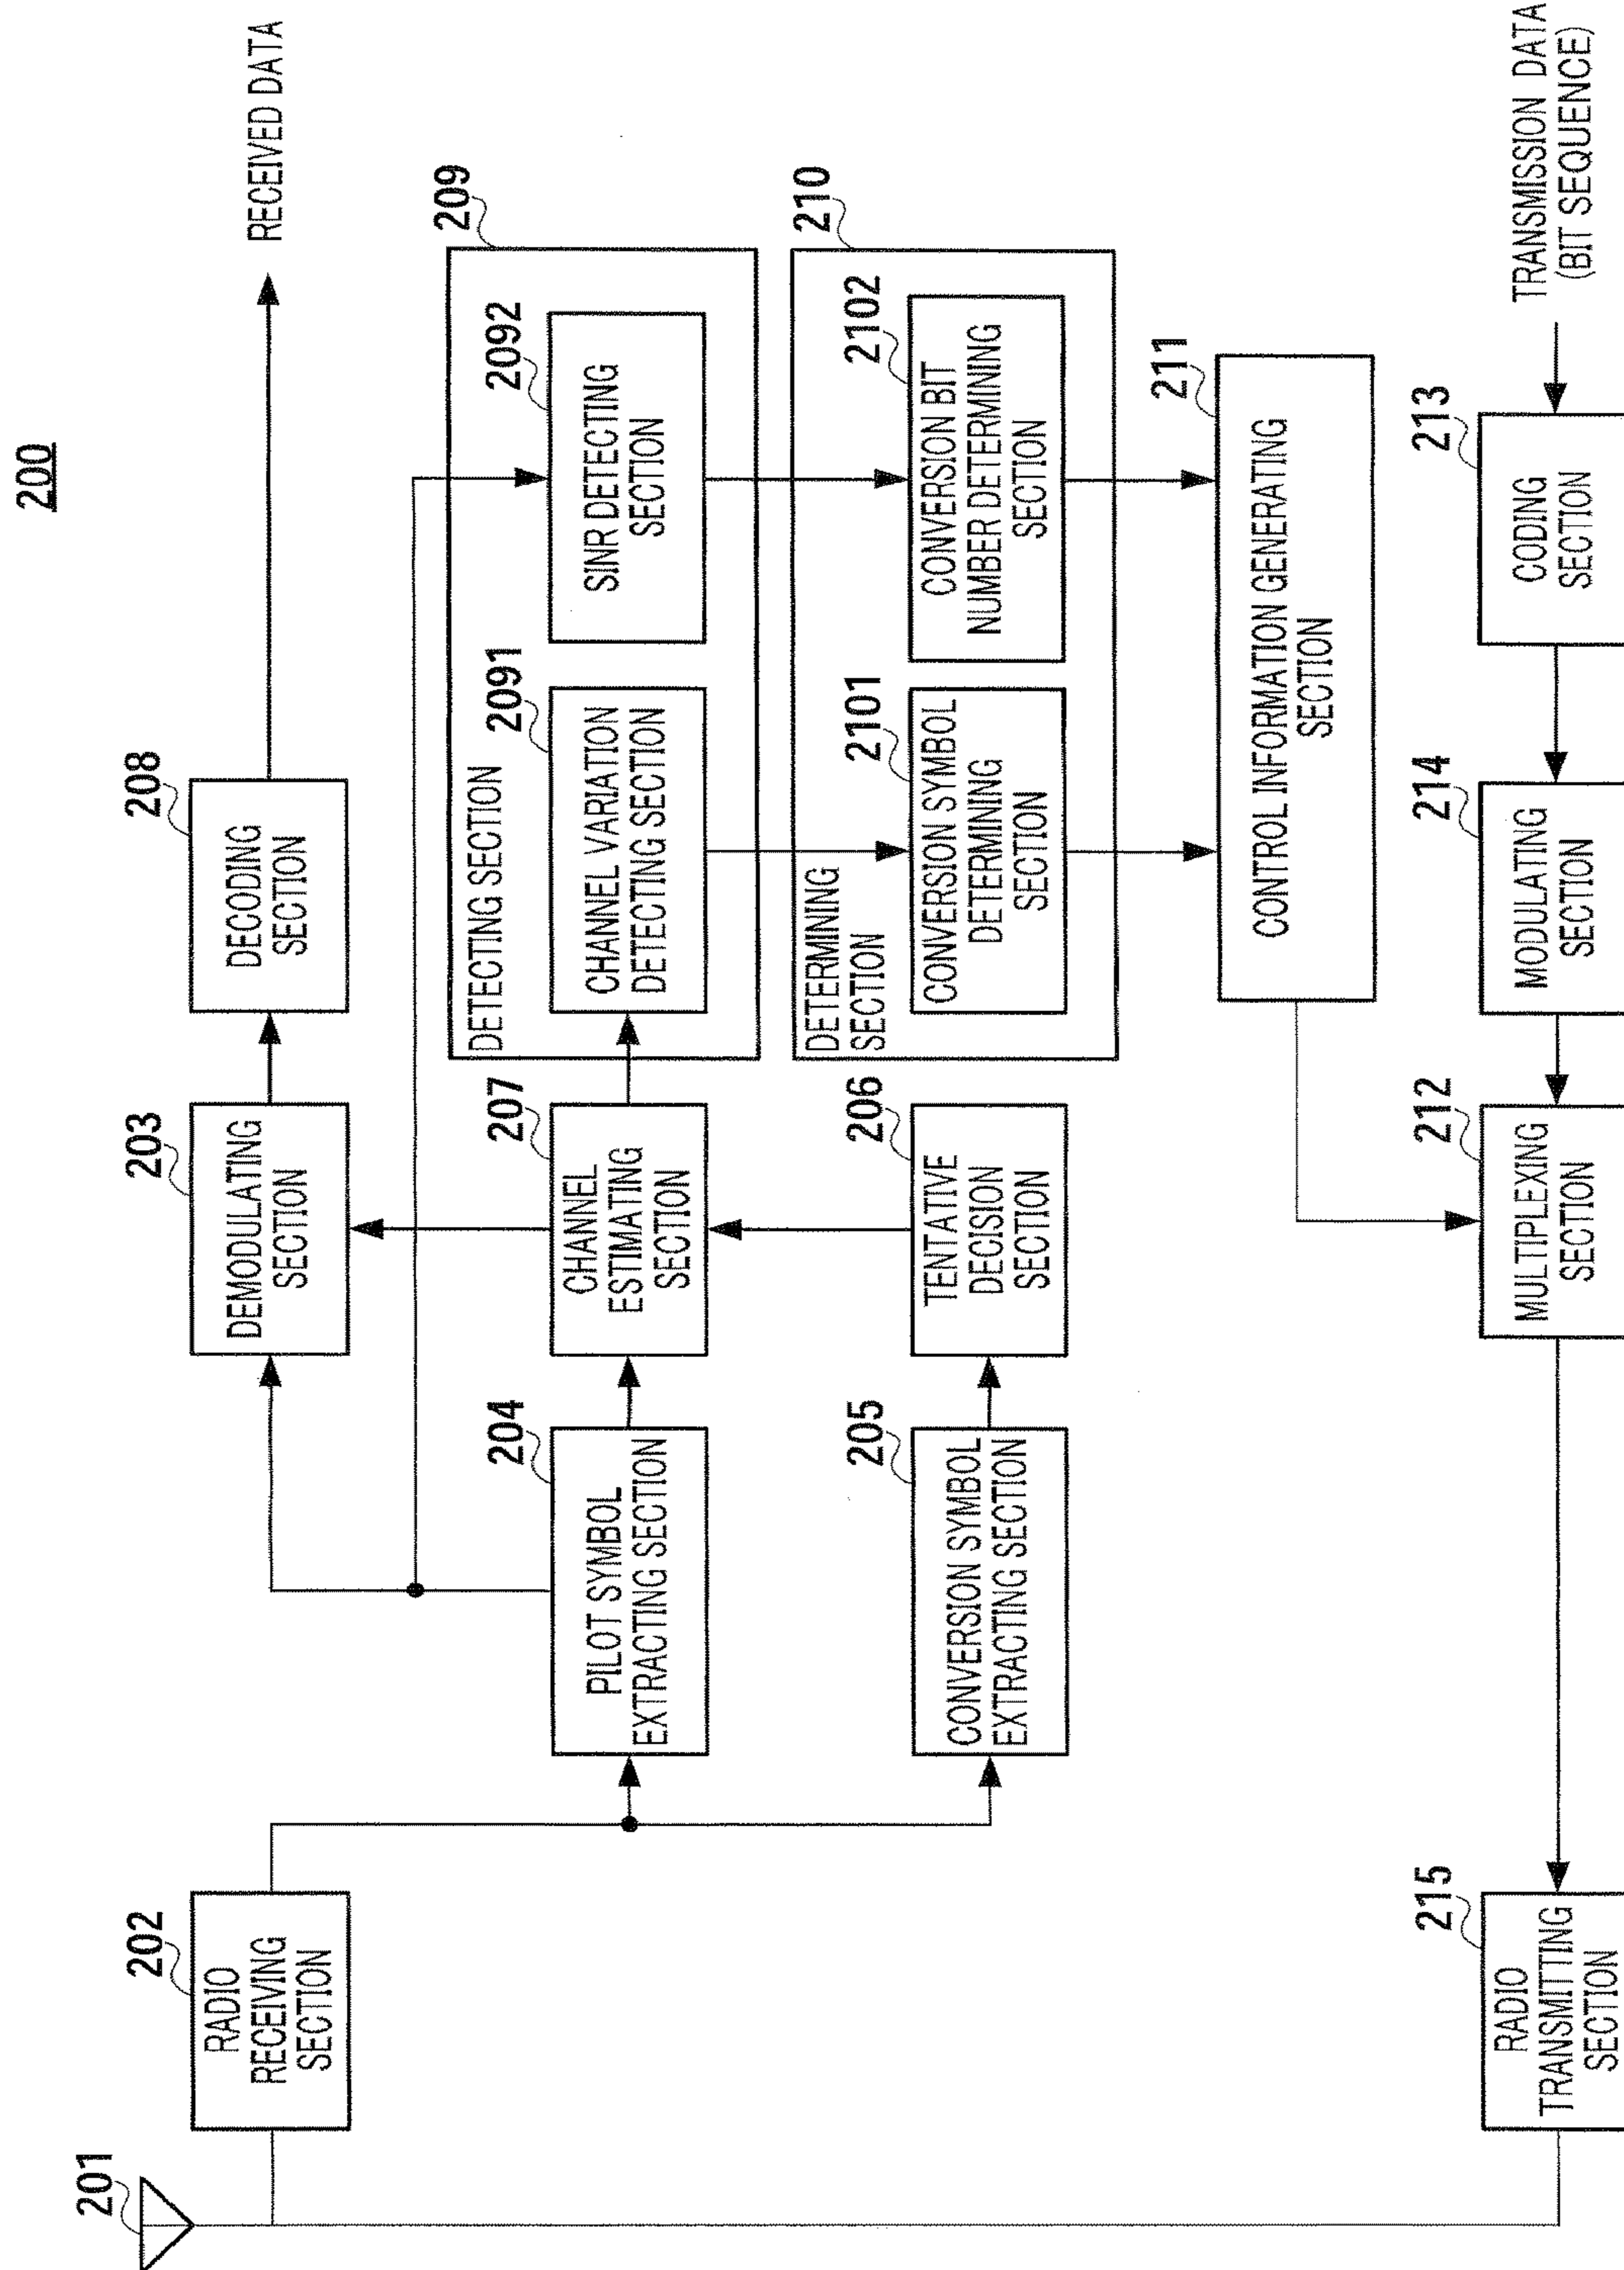 200
201
202
RADIO
RECEIVING
SECTION
203
DEMODULATING
SECTION
208
DECODING
SECTION
RECEIVED DATA
204
PILOT SYMBOL
EXTRACTING SECTION
207
CHANNEL
ESTIMATING
SECTION
209
DETECTING SECTION
2091
CHANNEL VARIATION
DETECTING SECTION
2092
SINR DETECTING
SECTION
205
CONVERSION SYMBOL
EXTRACTING SECTION
206
TENTATIVE
DECISION
SECTION
210
DETERMINING
SECTION
2101
CONVERSION SYMBOL
DETERMINING
SECTION
2102
CONVERSION BIT
NUMBER DETERMINING
SECTION
211
CONTROL INFORMATION GENERATING
SECTION
215
RADIO
TRANSMITTING
SECTION
212
MULTIPLEXING
SECTION
214
MODULATING
SECTION
213
CODING
SECTION
TRANSMISSION DATA
(BIT SEQUENCE)